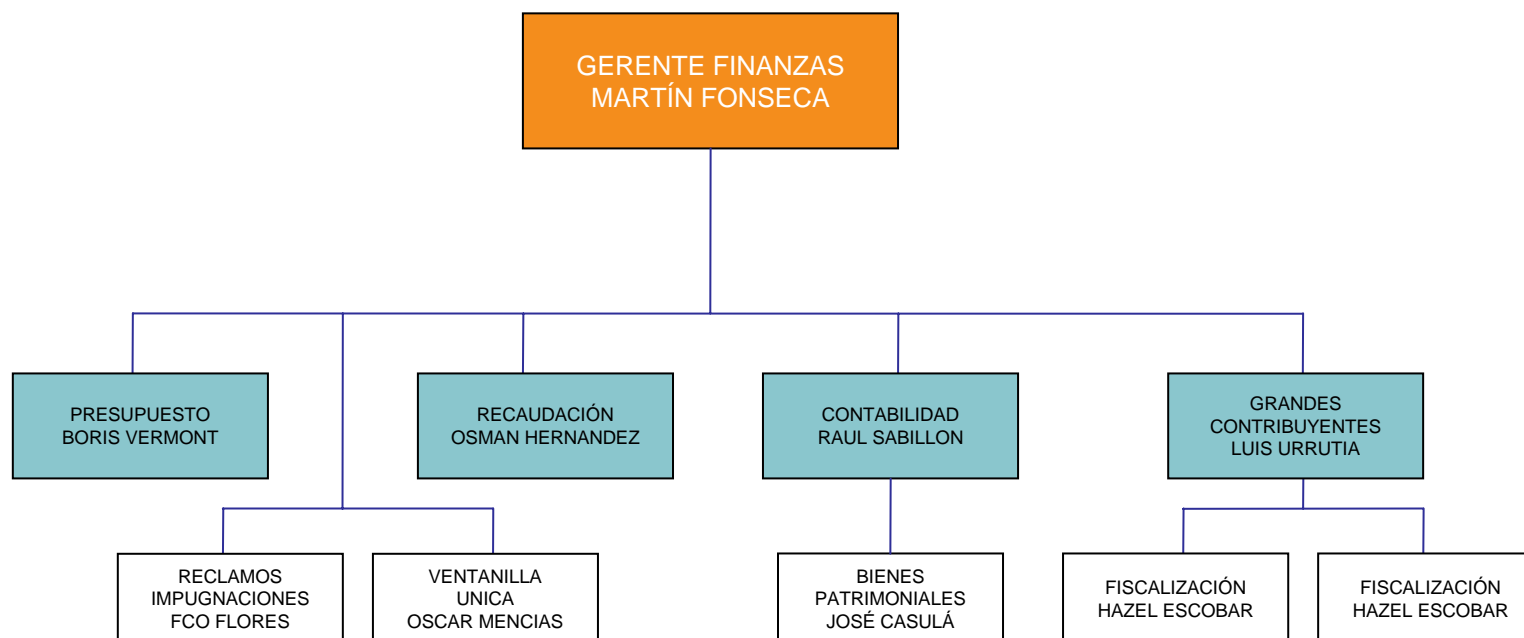 GERENTE FINANZAS
MARTÍN FONSECA
PRESUPUESTO
BORIS VERMONT
RECAUDACIÓN
OSMAN HERNANDEZ
CONTABILIDAD
RAUL SABILLON
GRANDES
CONTRIBUYENTES
LUIS URRUTIA
RECLAMOS
IMPUGNACIONES
FCO FLORES
VENTANILLA
UNICA
OSCAR MENCIAS
BIENES
PATRIMONIALES
JOSÉ CASULÁ
FISCALIZACIÓN
HAZEL ESCOBAR
FISCALIZACIÓN
HAZEL ESCOBAR